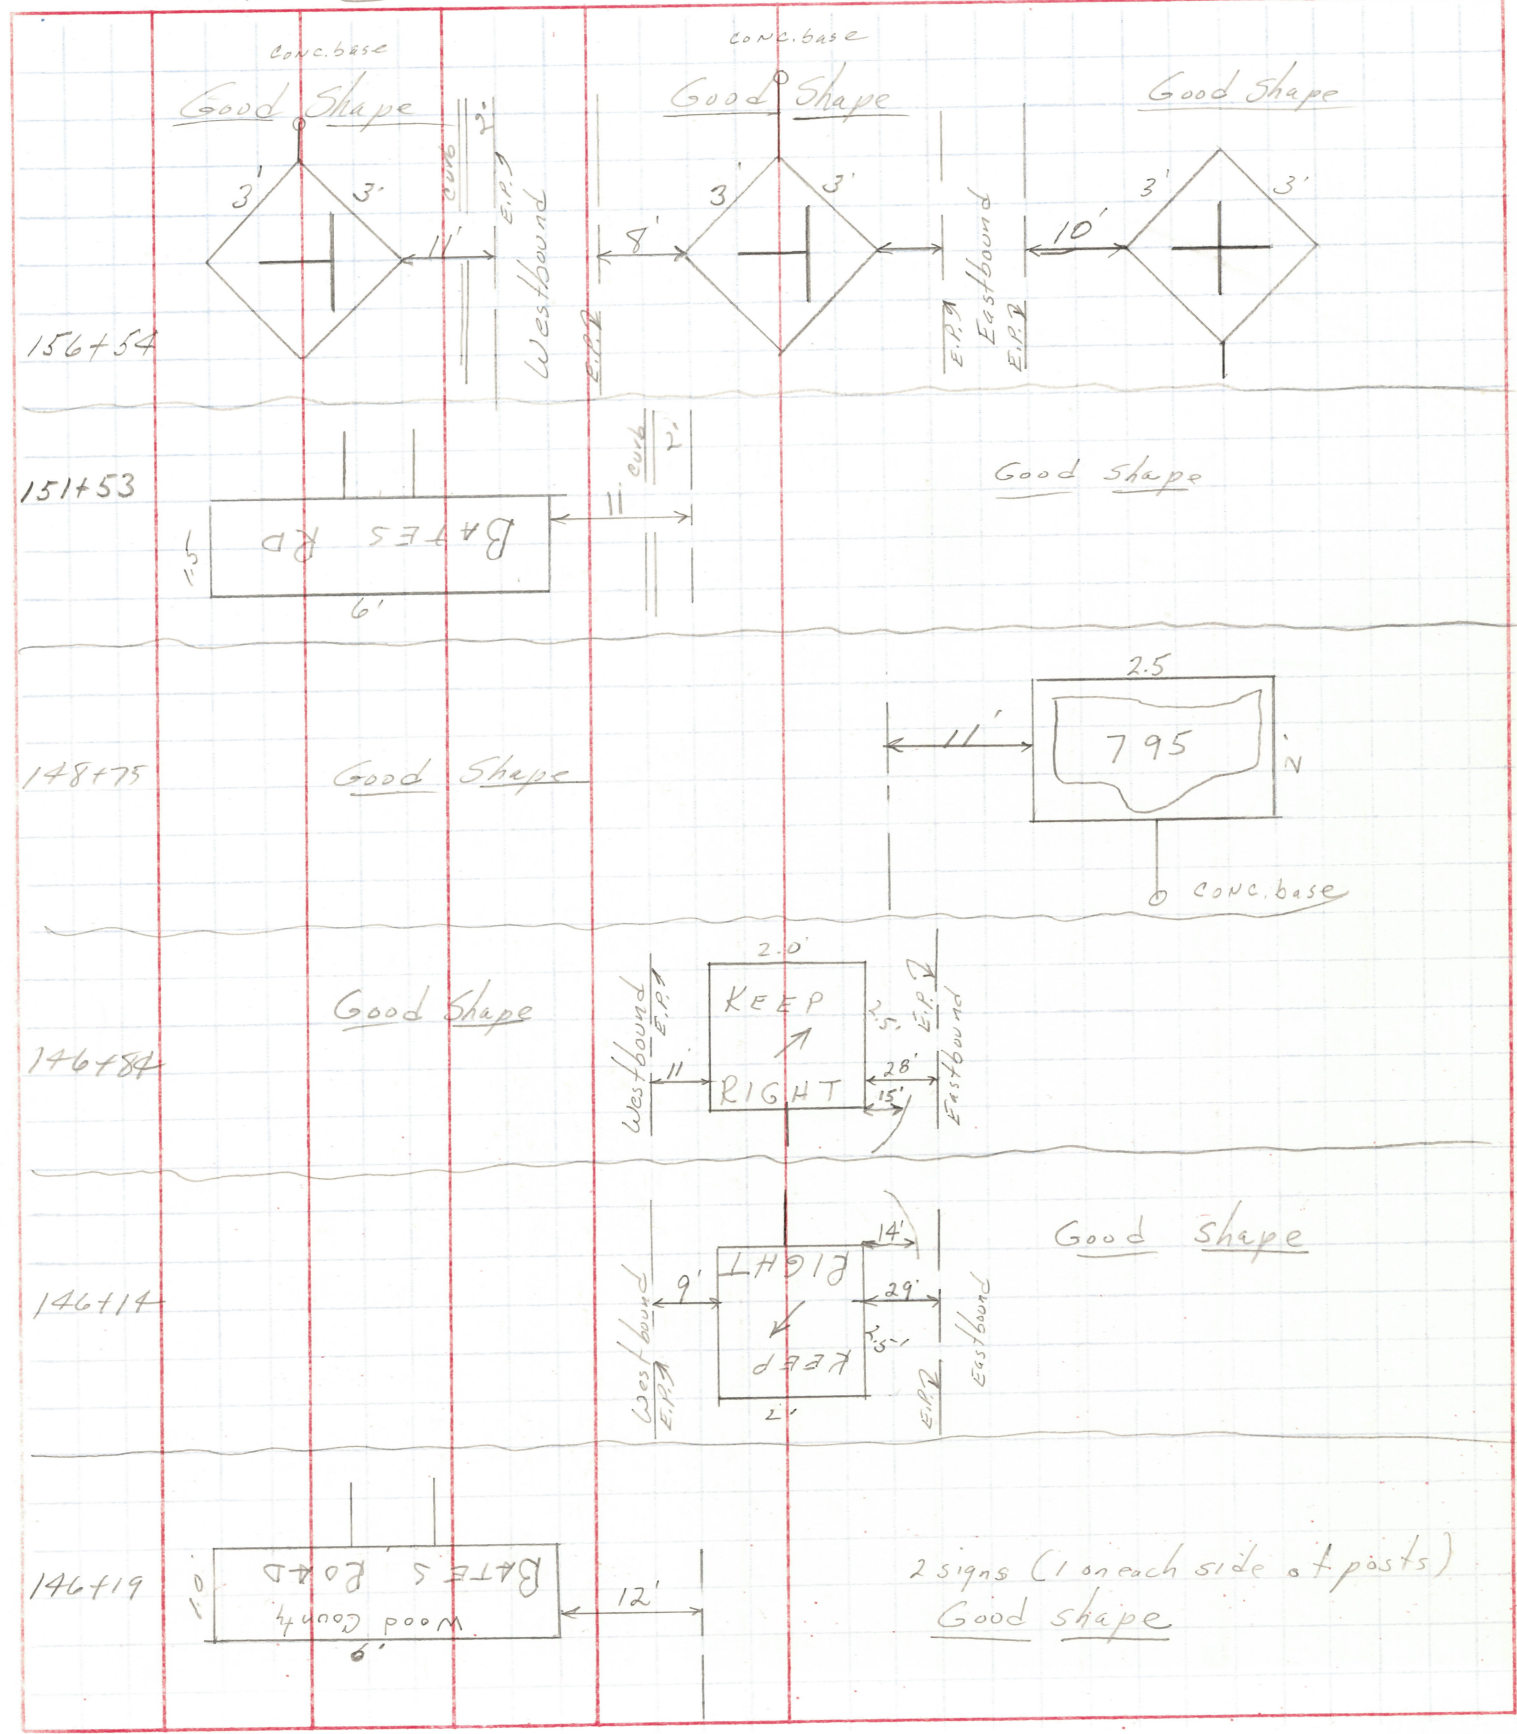 conc. base
conc. base
Good Shape
Good Shape
Good Shape
3' 3'
curb
2'
E.P.
Westbound
11'
E.P.
8'
3' 3'
E.P.
Eastbound
E.P.
10'
3' 3'
156+54
151+53
BATES RD
1.5
6'
11
curb
2'
Good Shape
148+75
Good Shape
11'
2.5
795
2'
conc. base
146+84
Good Shape
Westbound
E.P.
11
2.0'
KEEP
RIGHT
2.5'
28'
15'
E.P.
Eastbound
146+14
Westbound
E.P.
9'
RIGHT
KEEP
2'
14'
29'
2.5'
E.P.
Eastbound
Good Shape
146+19
BATES ROAD
Wood County
1.0
6'
12'
2 signs (1 on each side of posts)
Good shape